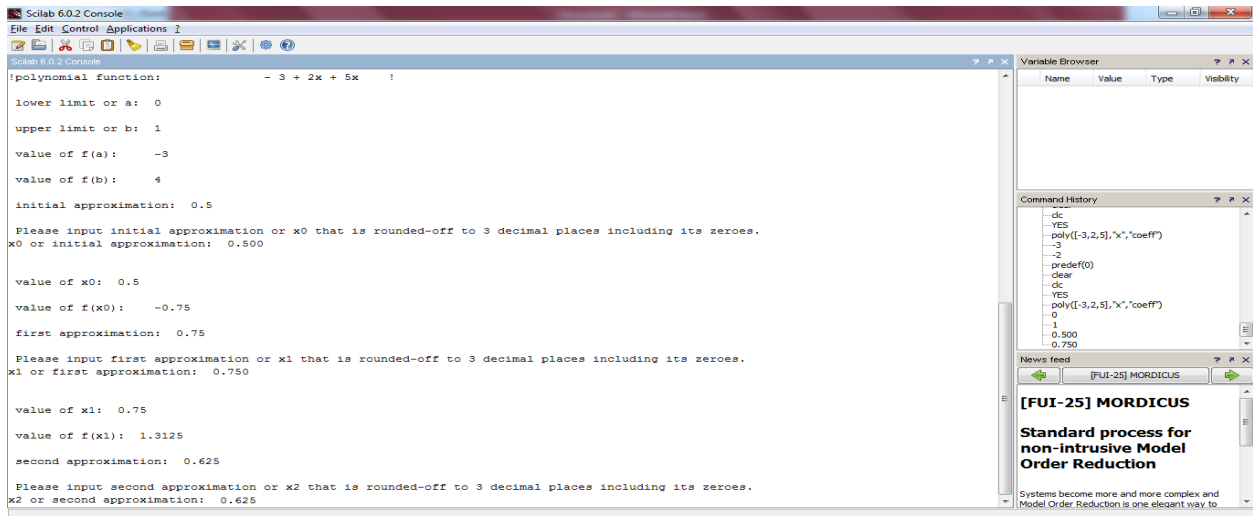 Scilab 6.0.2 Console
File Edit Control Applications ?
Scilab 6.0.2 Console
!polynomial function: - 3 + 2x + 5x !
lower limit or a: 0
upper limit or b: 1
value of f(a): -3
value of f(b): 4
initial approximation: 0.5
Please input initial approximation or x0 that is rounded-off to 3 decimal places including its zeroes.
x0 or initial approximation: 0.500
value of x0: 0.5
value of f(x0): -0.75
first approximation: 0.75
Please input first approximation or x1 that is rounded-off to 3 decimal places including its zeroes.
x1 or first approximation: 0.750
value of x1: 0.75
value of f(x1): 1.3125
second approximation: 0.625
Please input second approximation or x2 that is rounded-off to 3 decimal places including its zeroes.
x2 or second approximation: 0.625
Variable Browser
Name Value Type Visibility
Command History
clc
YES
poly([-3,2,5],"x","coeff")
-3
-2
predef(0)
clear
clc
YES
poly([-3,2,5],"x","coeff")
0
1
0.500
0.750
News feed
[FUI-25] MORDICUS
[FUI-25] MORDICUS
Standard process for
non-intrusive Model
Order Reduction
Systems become more and more complex and
Model Order Reduction is one elegant way to